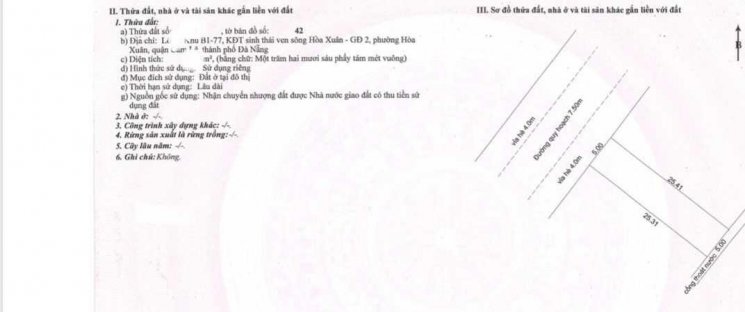 II. Thửa đất, nhà ở và tài sản khác gắn liền với đất
1. Thửa đất:
a) Thửa đất số , tờ bản đồ số: 42
b) Địa chỉ: B1-77, KĐT sinh thái ven sông Hòa Xuân - GĐ 2, phường Hòa
Xuân, quận thành phố Đà Nẵng
c) Diện tích: m², (bằng chữ: Một trăm hai mươi sáu phẩy tám mét vuông)
d) Hình thức sử dụng: Sử dụng riêng
đ) Mục đích sử dụng: Đất ở tại đô thị
e) Thời hạn sử dụng: Lâu dài
g) Nguồn gốc sử dụng: Nhận chuyển nhượng đất được Nhà nước giao đất có thu tiền sử
dụng đất
2. Nhà ở: -/-.
3. Công trình xây dựng khác: -/-.
4. Rừng sản xuất là rừng trồng: -/-.
5. Cây lâu năm: -/-.
6. Ghi chú: Không.
III. Sơ đồ thửa đất, nhà ở và tài sản khác gắn liền với đất
B
vỉa hè 4.0m
Đường quy hoạch 7.50m
vỉa hè 4.0m
5.00
25.41
25.31
cống thoát nước 5.00